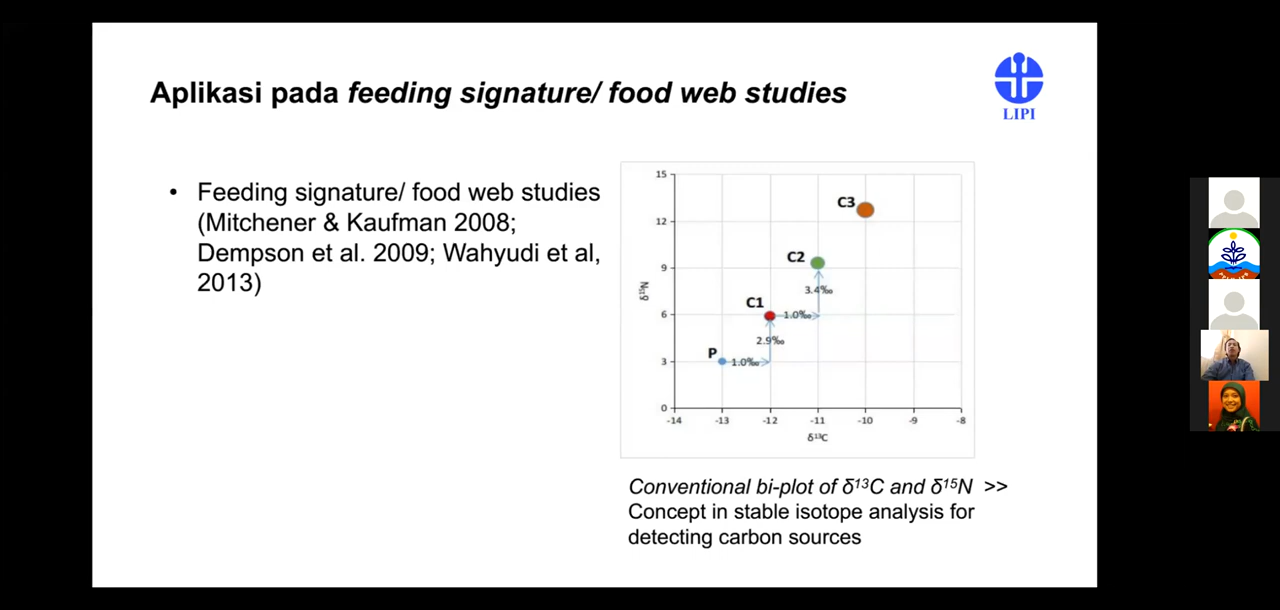 Aplikasi pada feeding signature/ food web studies
LIPI
• Feeding signature/ food web studies
(Mitchener & Kaufman 2008;
Dempson et al. 2009; Wahyudi et al,
2013)
15
12
9
6
3
0
δ¹⁵N
C3
C2
3.4‰
C1
1.0‰
2.9‰
P
1.0‰
-14 -13 -12 -11 -10 -9 -8
δ¹³C
Conventional bi-plot of δ¹³C and δ¹⁵N >>
Concept in stable isotope analysis for
detecting carbon sources